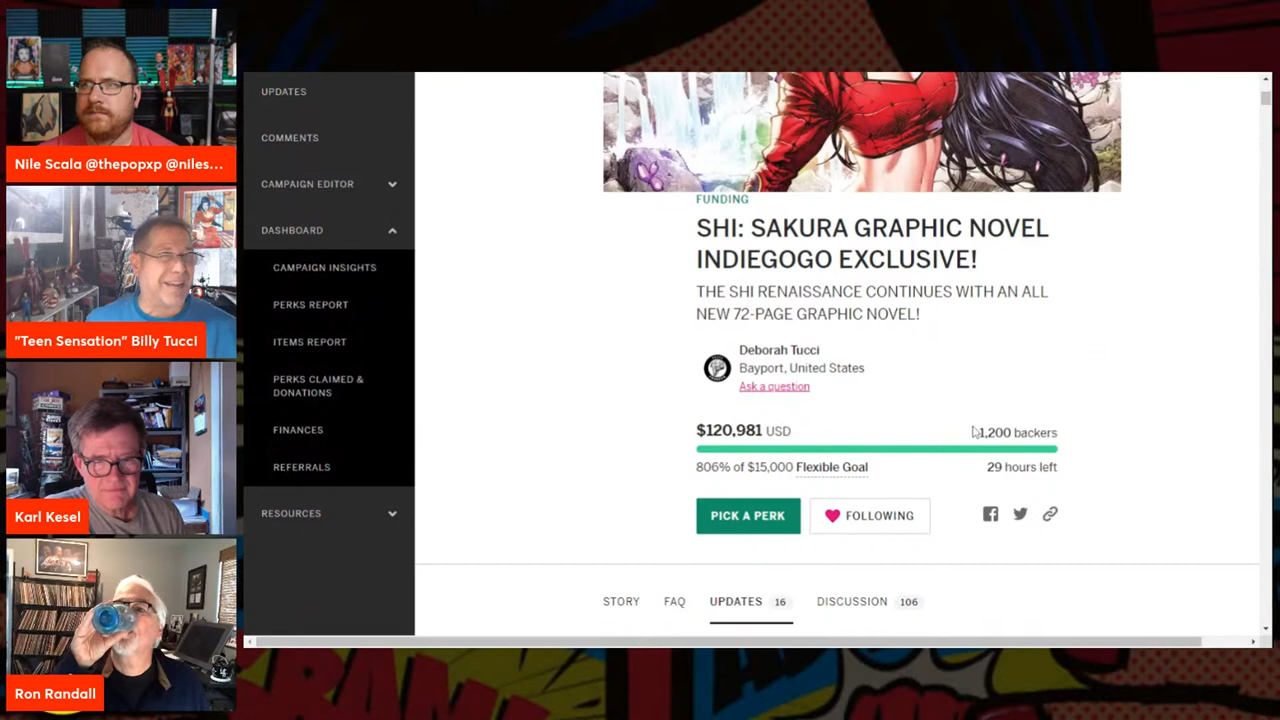 Nile Scala @thepopxp @niles...
"Teen Sensation" Billy Tucci
Karl Kesel
Ron Randall
UPDATES
COMMENTS
CAMPAIGN EDITOR
DASHBOARD
CAMPAIGN INSIGHTS
PERKS REPORT
ITEMS REPORT
PERKS CLAIMED &
DONATIONS
FINANCES
REFERRALS
RESOURCES
FUNDING
SHI: SAKURA GRAPHIC NOVEL
INDIEGOGO EXCLUSIVE!
THE SHI RENAISSANCE CONTINUES WITH AN ALL
NEW 72-PAGE GRAPHIC NOVEL!
Deborah Tucci
Bayport, United States
Ask a question
$120,981 USD
1,200 backers
806% of $15,000 Flexible Goal
29 hours left
PICK A PERK
FOLLOWING
STORY FAQ UPDATES 16 DISCUSSION 106